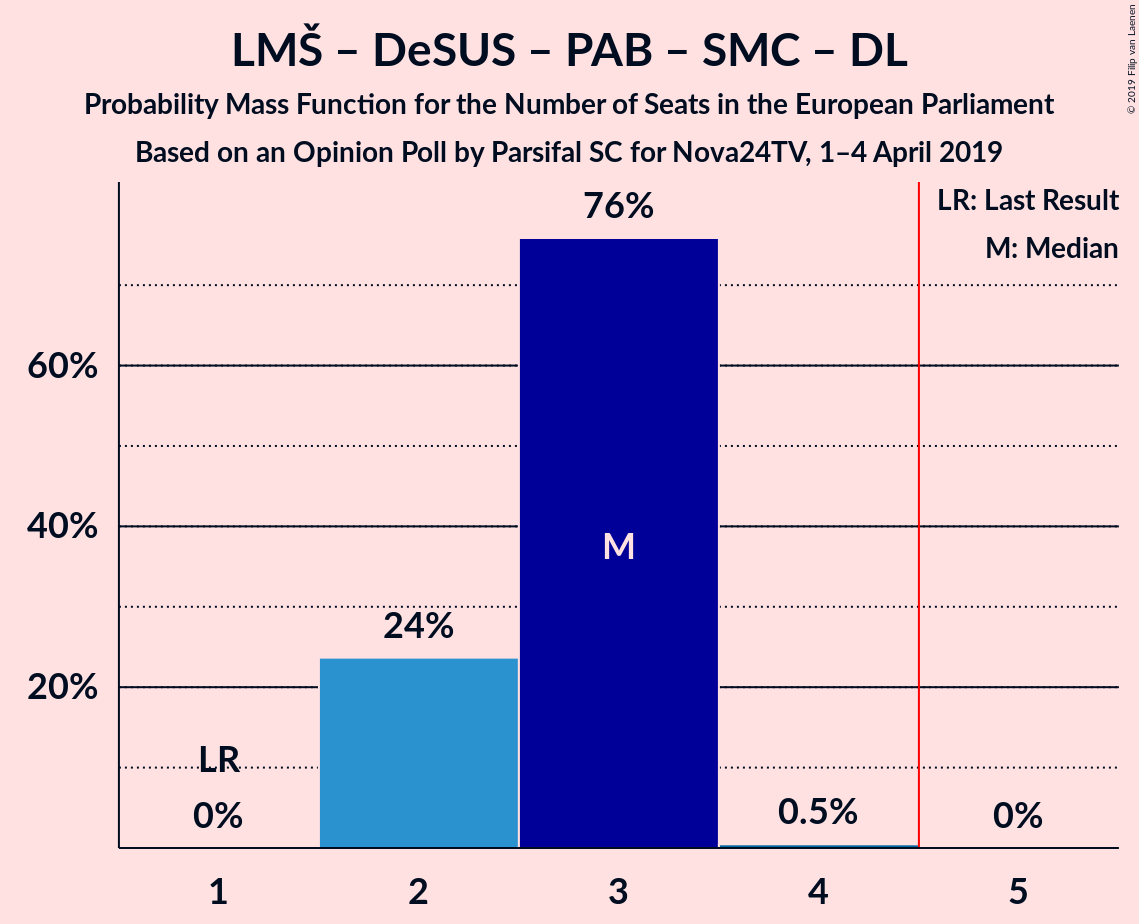 LMŠ – DeSUS – PAB – SMC – DL
Probability Mass Function for the Number of Seats in the European Parliament
Based on an Opinion Poll by Parsifal SC for Nova24TV, 1–4 April 2019
© 2019 Filip van Laenen
LR: Last Result
M: Median
76%
60%
40%
20%
M
24%
LR
0%
0.5%
0%
1 2 3 4 5